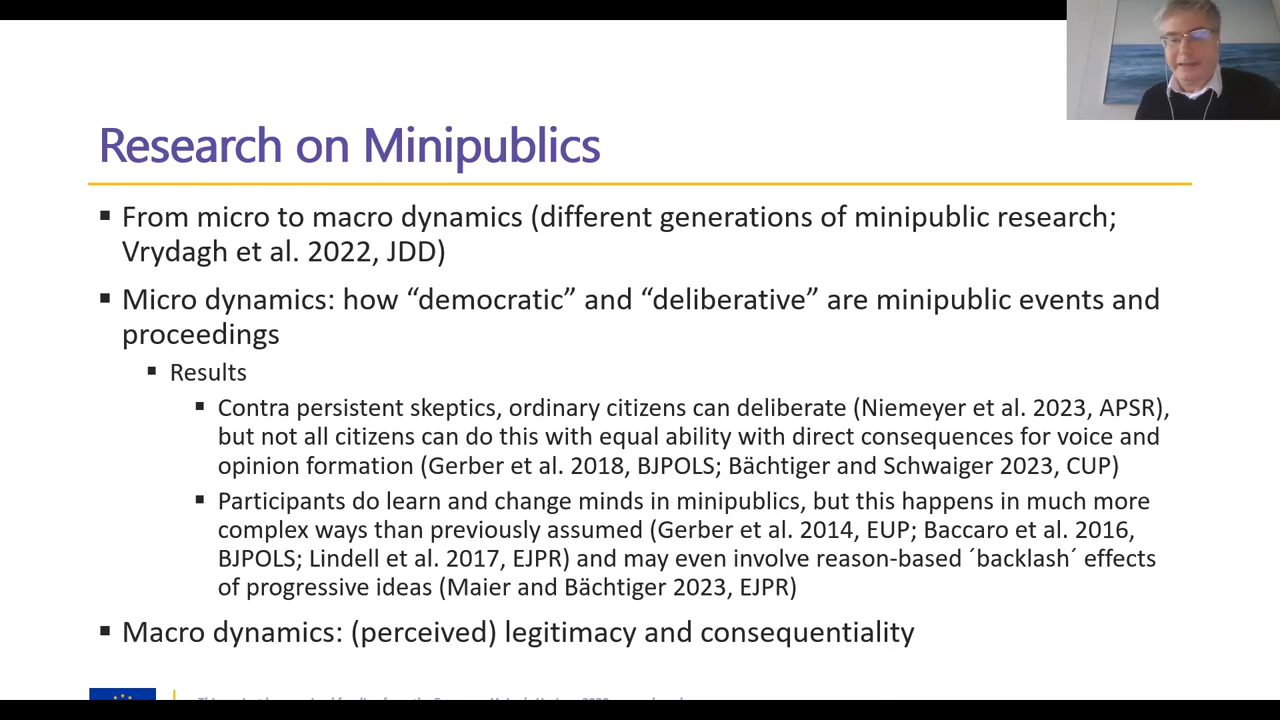 Research on Minipublics
▪ From micro to macro dynamics (different generations of minipublic research;
Vrydagh et al. 2022, JDD)
▪ Micro dynamics: how “democratic” and “deliberative” are minipublic events and
proceedings
▪ Results
▪ Contra persistent skeptics, ordinary citizens can deliberate (Niemeyer et al. 2023, APSR),
but not all citizens can do this with equal ability with direct consequences for voice and
opinion formation (Gerber et al. 2018, BJPOLS; Bächtiger and Schwaiger 2023, CUP)
▪ Participants do learn and change minds in minipublics, but this happens in much more
complex ways than previously assumed (Gerber et al. 2014, EUP; Baccaro et al. 2016,
BJPOLS; Lindell et al. 2017, EJPR) and may even involve reason-based ´backlash´ effects
of progressive ideas (Maier and Bächtiger 2023, EJPR)
▪ Macro dynamics: (perceived) legitimacy and consequentiality